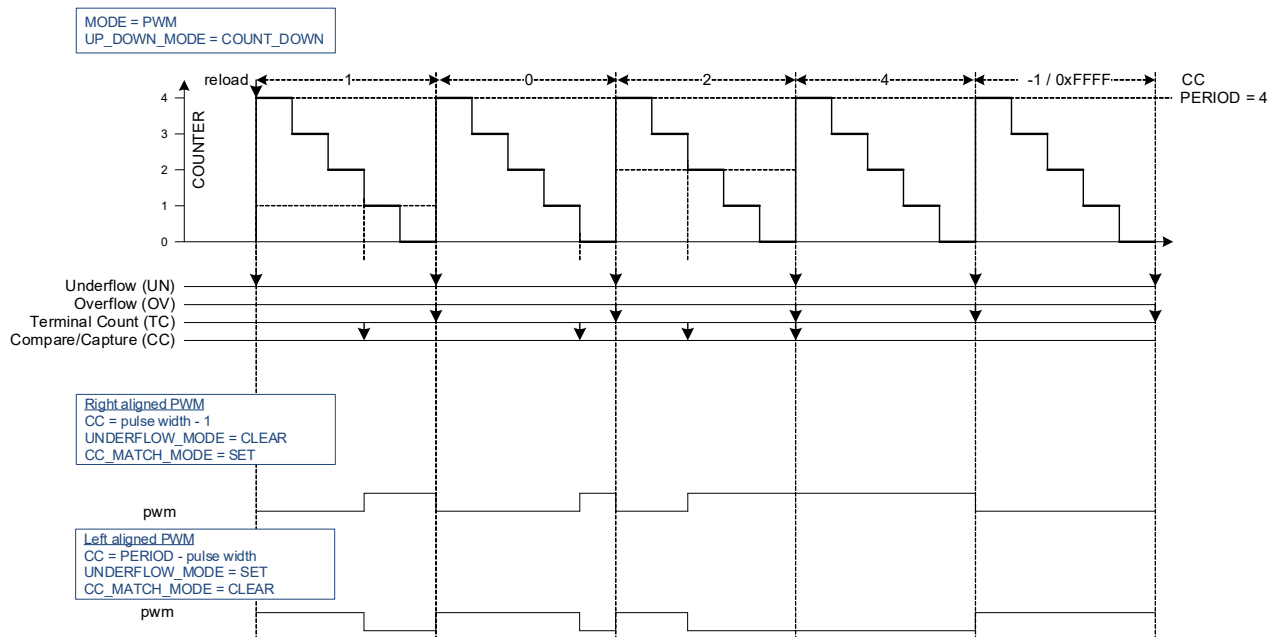 MODE = PWM
UP_DOWN_MODE = COUNT_DOWN
reload 1 0 2 4 -1 / 0xFFFF CC
4 PERIOD = 4
3
COUNTER
2
1
0
Underflow (UN)
Overflow (OV)
Terminal Count (TC)
Compare/Capture (CC)
Right aligned PWM
CC = pulse width - 1
UNDERFLOW_MODE = CLEAR
CC_MATCH_MODE = SET
pwm
Left aligned PWM
CC = PERIOD - pulse width
UNDERFLOW_MODE = SET
CC_MATCH_MODE = CLEAR
pwm